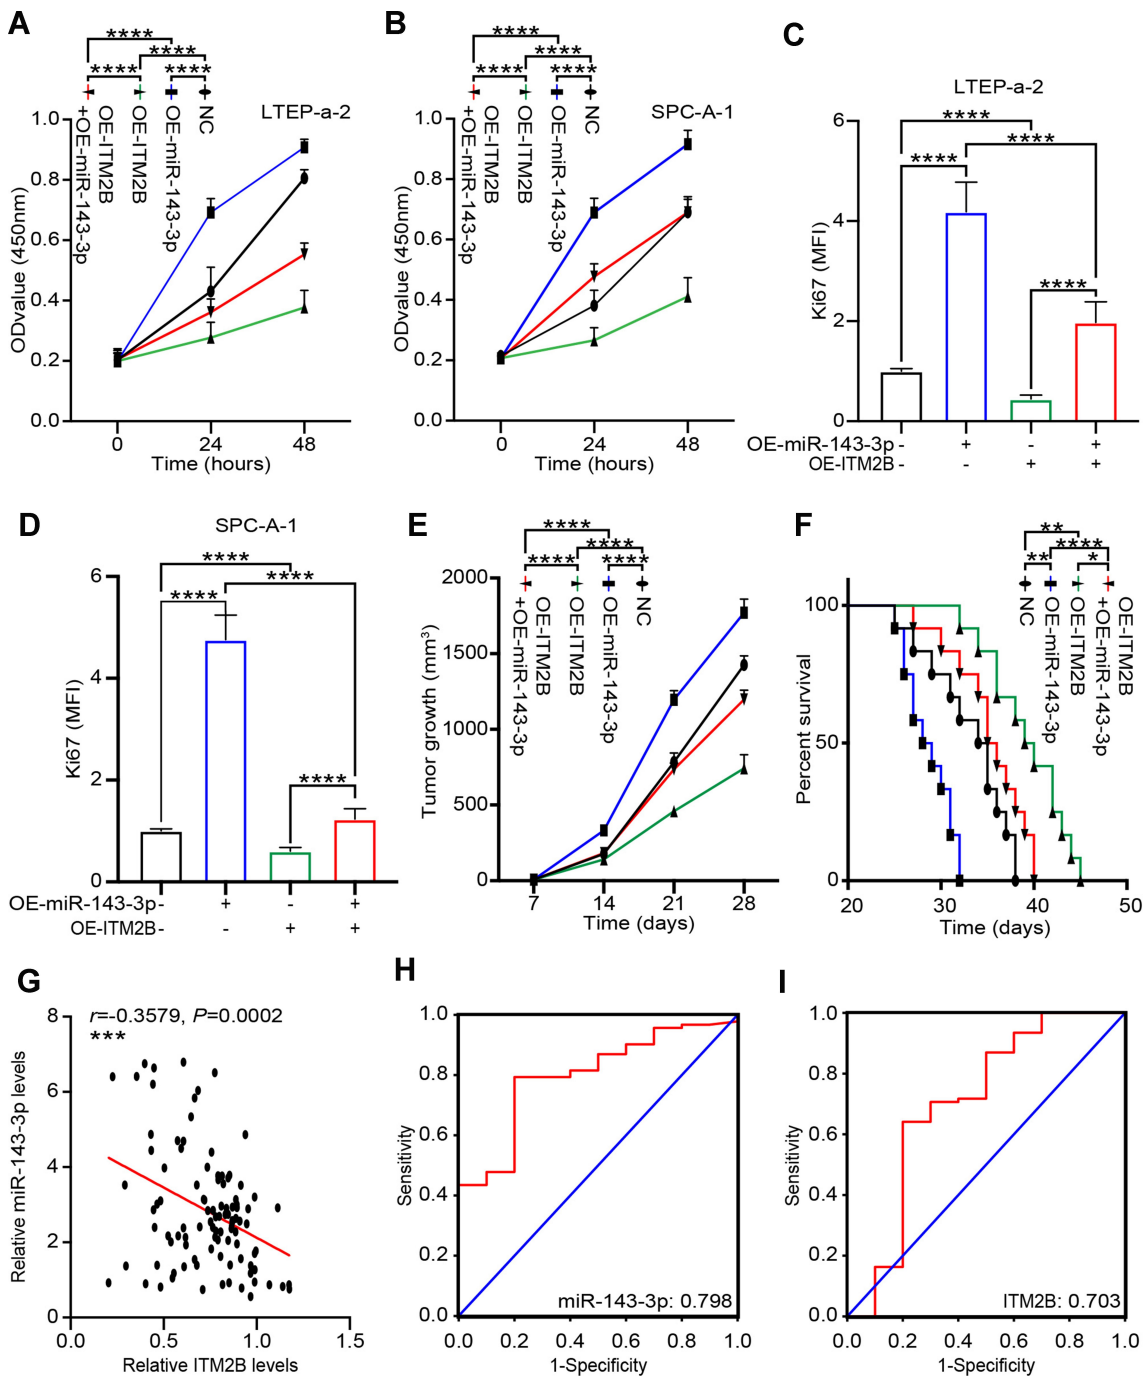 A
****
****
****
****
+OE-miR-143-3p
OE-ITM2B
OE-ITM2B
OE-miR-143-3p
NC
LTEP-a-2
ODvalue (450nm)
1.0
0.8
0.6
0.4
0.2
0.0
0 24 48
Time (hours)
B
****
****
****
****
+OE-miR-143-3p
OE-ITM2B
OE-ITM2B
OE-miR-143-3p
NC
SPC-A-1
ODvalue (450nm)
1.0
0.8
0.6
0.4
0.2
0.0
0 24 48
Time (hours)
C
LTEP-a-2
****
****
****
****
Ki67 (MFI)
6
4
2
0
OE-miR-143-3p - + - +
OE-ITM2B - - + +
D
SPC-A-1
****
****
****
****
Ki67 (MFI)
6
4
2
0
OE-miR-143-3p- + - +
OE-ITM2B- - + +
E
****
****
****
****
+OE-miR-143-3p
OE-ITM2B
OE-ITM2B
OE-miR-143-3p
NC
Tumor growth (mm³)
2000
1500
1000
500
0
7 14 21 28
Time (days)
F
**
****
**
*
NC
OE-miR-143-3p
OE-ITM2B
+OE-miR-143-3p
OE-ITM2B
Percent survival
100
50
0
20 30 40 50
Time (days)
G
r=-0.3579, P=0.0002
***
Relative miR-143-3p levels
8
6
4
2
0
0.0 0.5 1.0 1.5
Relative ITM2B levels
H
Sensitivity
1.0
0.8
0.6
0.4
0.2
0.0
miR-143-3p: 0.798
0.0 0.2 0.4 0.6 0.8 1.0
1-Specificity
I
Sensitivity
1.0
0.8
0.6
0.4
0.2
0.0
ITM2B: 0.703
0.0 0.2 0.4 0.6 0.8 1.0
1-Specificity